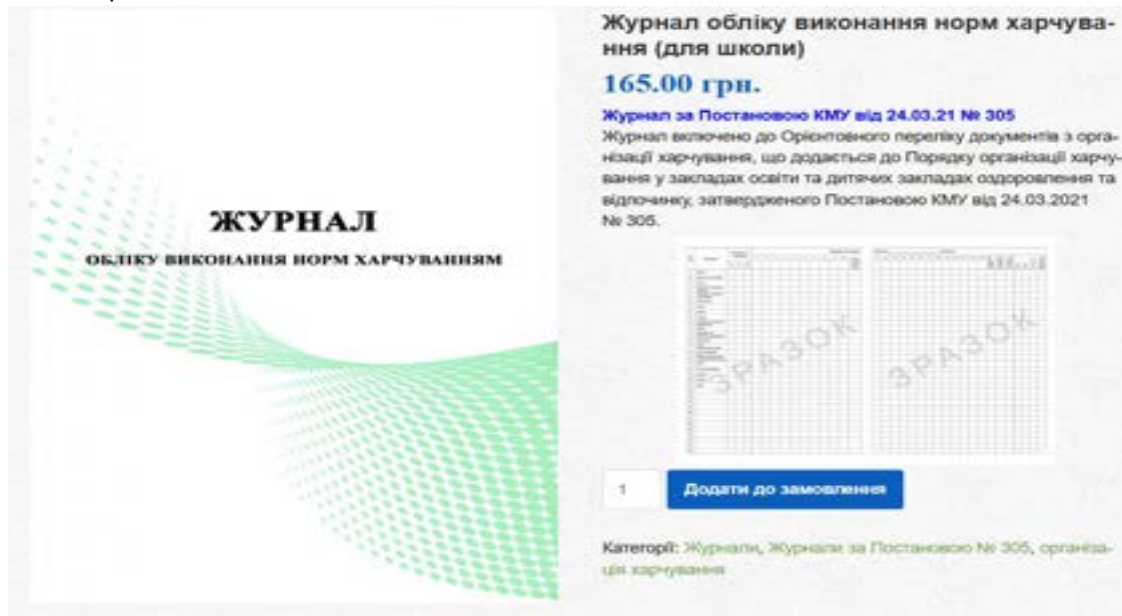 ЖУРНАЛ
ОБЛІКУ ВИКОНАННЯ НОРМ ХАРЧУВАННЯМ
Журнал обліку виконання норм харчува-
ння (для школи)
165.00 грн.
Журнал за Постановою КМУ від 24.03.21 № 305
Журнал включено до Орієнтовного переліку документів з орга-
нізації харчування, що додається до Порядку організації харчу-
вання у закладах освіти та дитячих закладах оздоровлення та
відпочинку, затвердженого Постановою КМУ від 24.03.2021
№ 305.
ЗРАЗОК
ЗРАЗОК
1
Додати до замовлення
Категорії: Журнали, Журнали за Постановою № 305, організа-
ція харчування